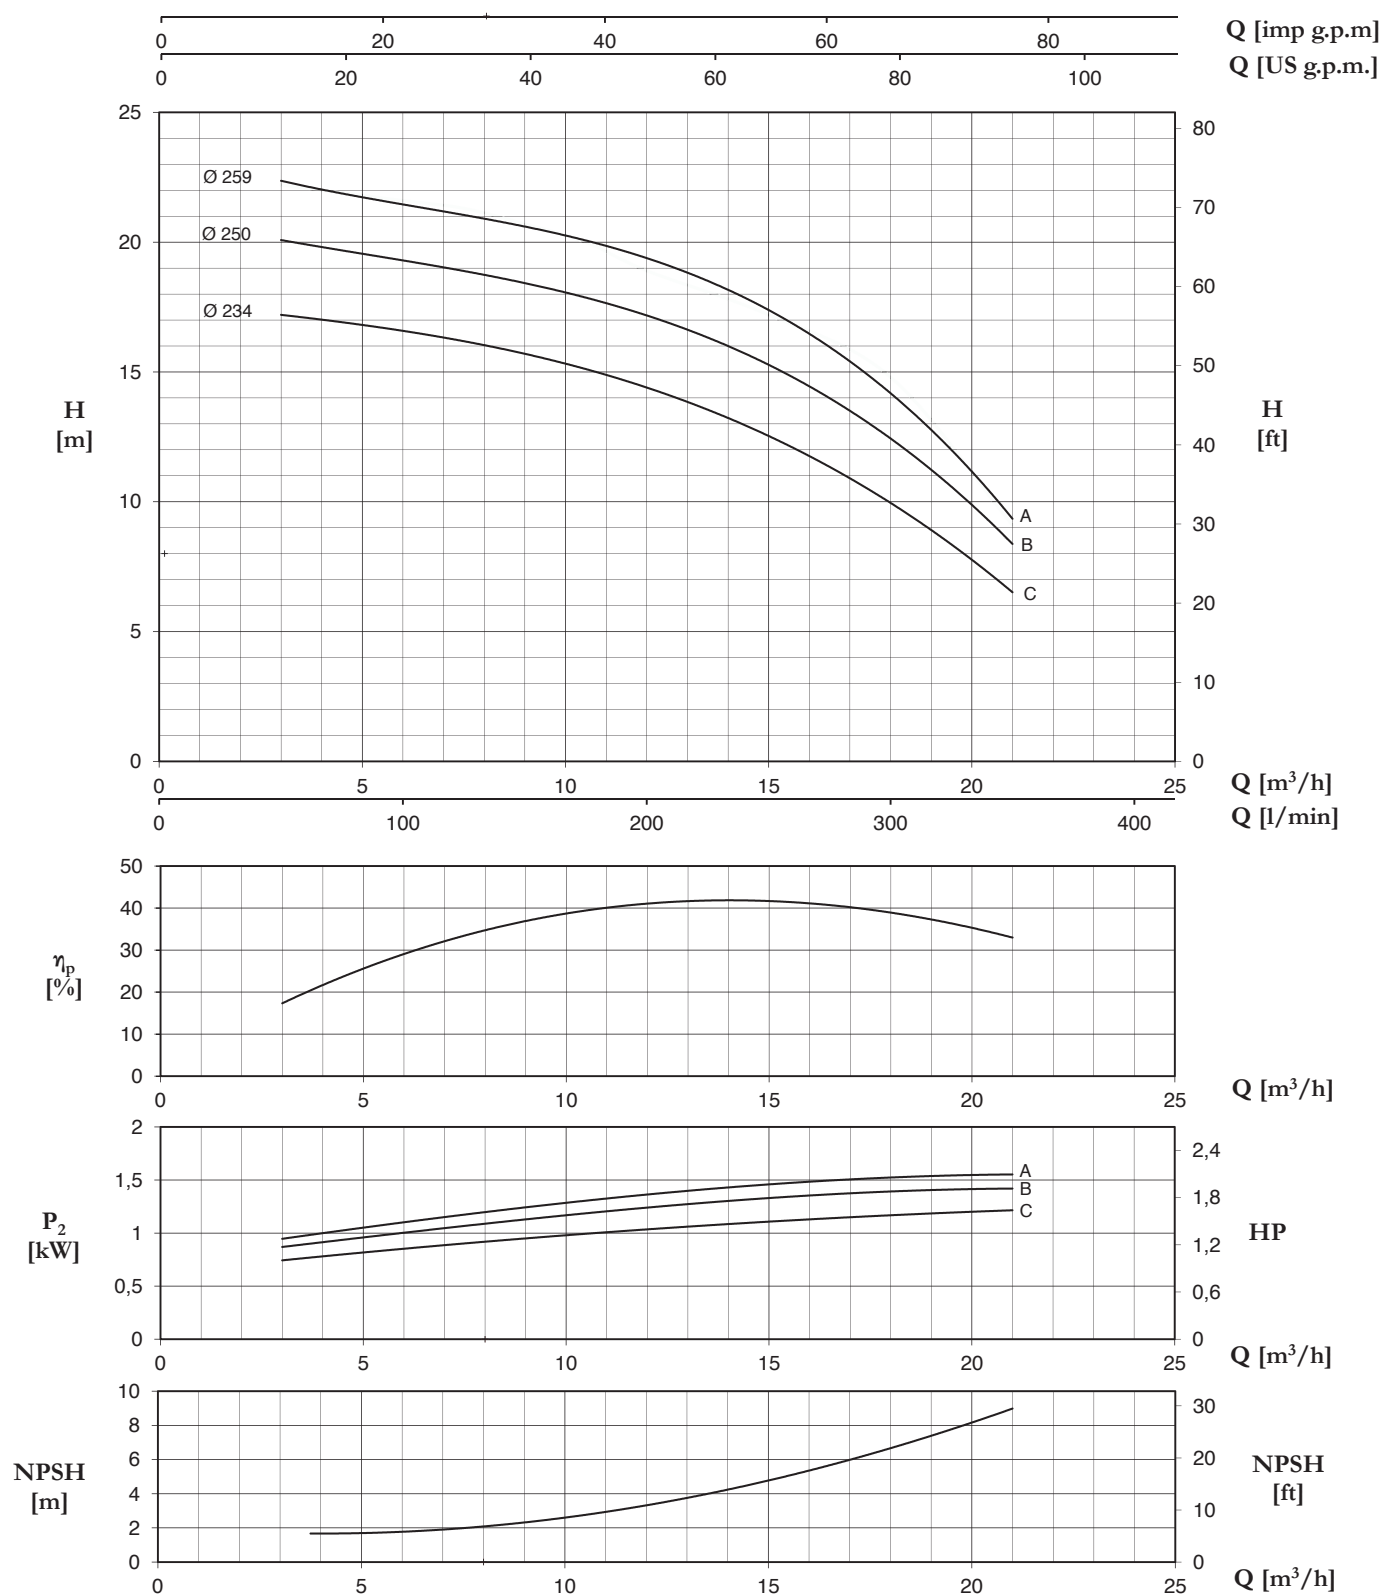 0 20 40 60 80 Q [imp g.p.m]
0 20 40 60 80 100 Q [US g.p.m.]
25 80
Ø 259
70
Ø 250
20
60
Ø 234
15 50
H [m]
H [ft]
40
10 30
A
B
C
20
5
10
0 0
0 5 10 15 20 25 Q [m³/h]
0 100 200 300 400 Q [l/min]
50
40
30
ηp [%]
20
10
0
0 5 10 15 20 25 Q [m³/h]
2
2,4
1,5
A
1,8
B
C
P2 [kW]
1
1,2
HP
0,5
0,6
0 0
0 5 10 15 20 25 Q [m³/h]
10
30
8
6
20
NPSH [m]
NPSH [ft]
4
10
2
0 0
0 5 10 15 20 25 Q [m³/h]